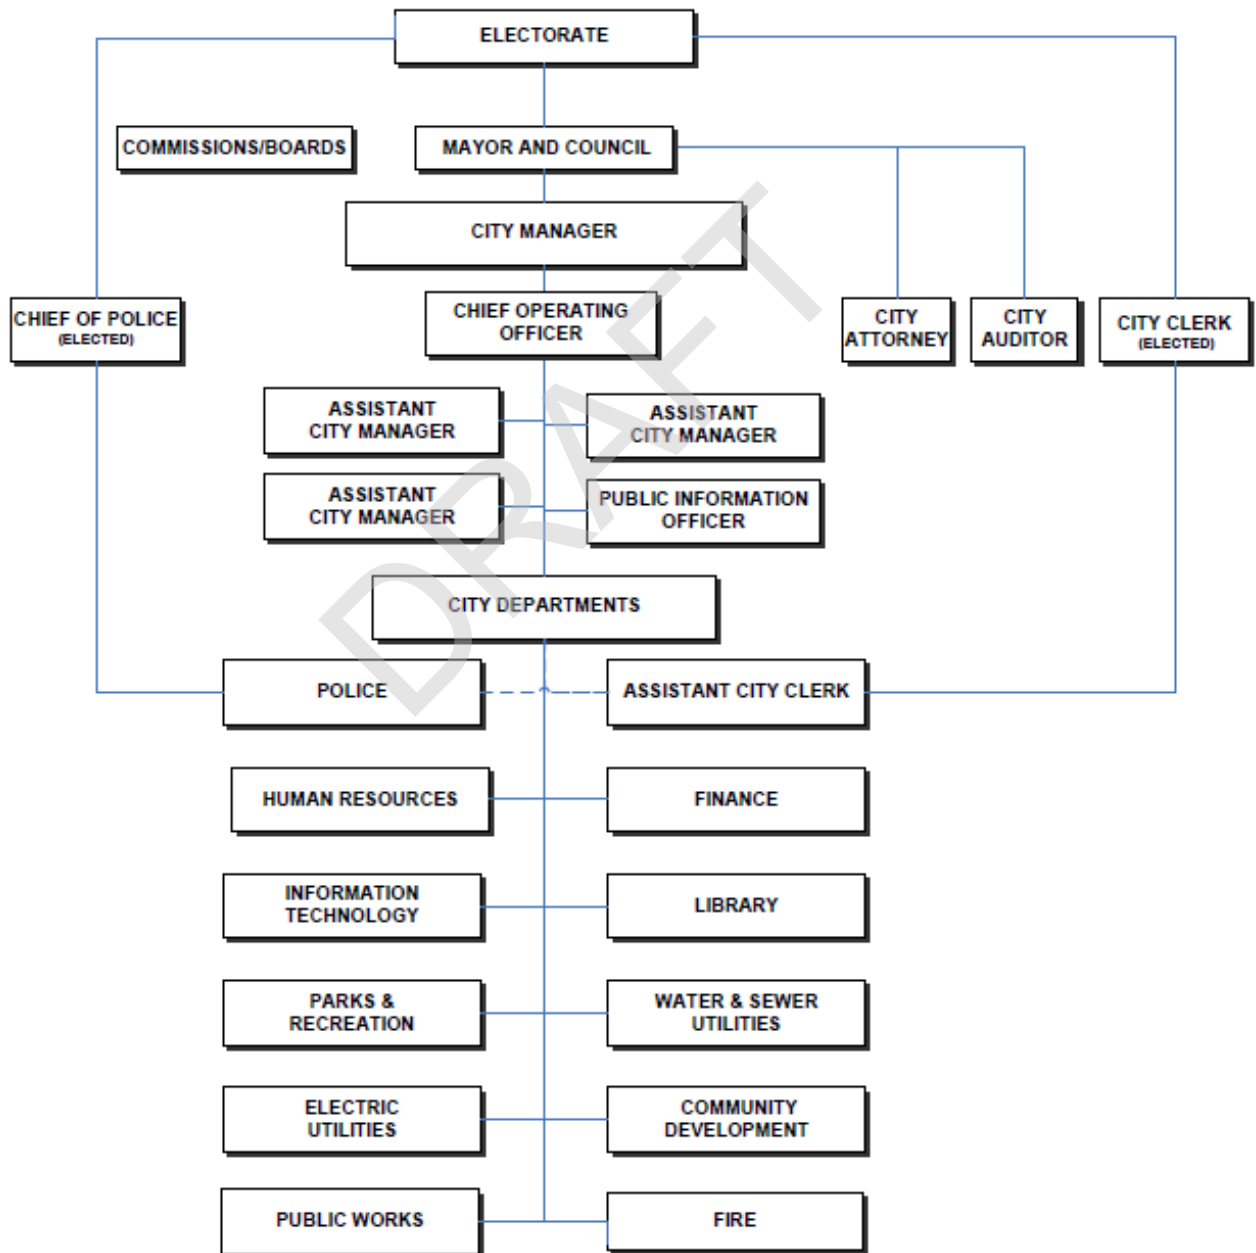 ELECTORATE
COMMISSIONS/BOARDS
MAYOR AND COUNCIL
CITY MANAGER
CHIEF OF POLICE
(ELECTED)
CHIEF OPERATING
OFFICER
CITY
ATTORNEY
CITY
AUDITOR
CITY CLERK
(ELECTED)
ASSISTANT
CITY MANAGER
ASSISTANT
CITY MANAGER
ASSISTANT
CITY MANAGER
PUBLIC INFORMATION
OFFICER
DRAFT
CITY DEPARTMENTS
POLICE
ASSISTANT CITY CLERK
HUMAN RESOURCES
FINANCE
INFORMATION
TECHNOLOGY
LIBRARY
PARKS &
RECREATION
WATER & SEWER
UTILITIES
ELECTRIC
UTILITIES
COMMUNITY
DEVELOPMENT
PUBLIC WORKS
FIRE